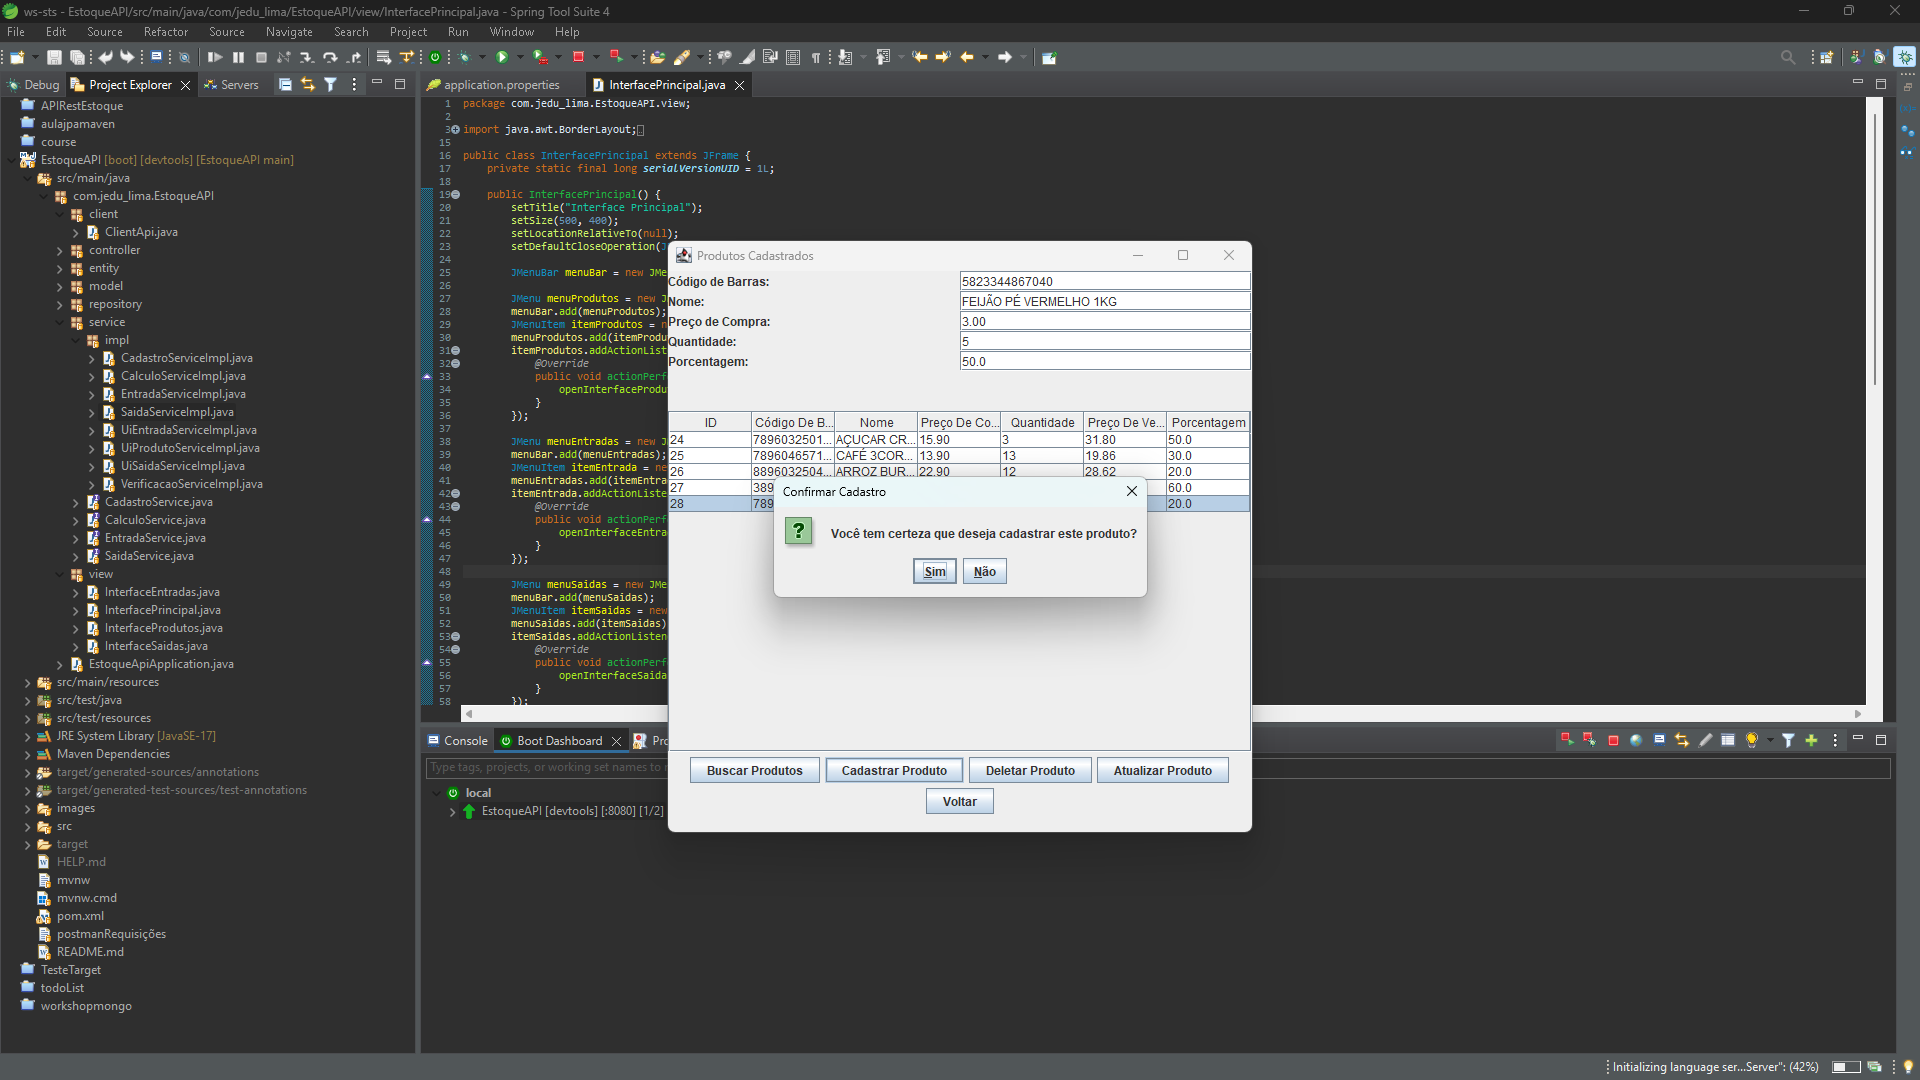 ws-sts - EstoqueAPI/src/main/java/com/jedu_lima/EstoqueAPI/view/InterfacePrincipal.java - Spring Tool Suite 4
File Edit Source Refactor Source Navigate Search Project Run Window Help
Debug Project Explorer Servers
APIRestEstoque
aulajpamaven
course
EstoqueAPI [boot] [devtools] [EstoqueAPI main]
src/main/java
com.jedu_lima.EstoqueAPI
client
ClientApi.java
controller
entity
model
repository
service
impl
CadastroServiceImpl.java
CalculoServiceImpl.java
EntradaServiceImpl.java
SaidaServiceImpl.java
UiEntradaServiceImpl.java
UiProdutoServiceImpl.java
UiSaidaServiceImpl.java
VerificacaoServiceImpl.java
CadastroService.java
CalculoService.java
EntradaService.java
SaidaService.java
view
InterfaceEntradas.java
InterfacePrincipal.java
InterfaceProdutos.java
InterfaceSaidas.java
EstoqueApiApplication.java
src/main/resources
src/test/java
src/test/resources
JRE System Library [JavaSE-17]
Maven Dependencies
target/generated-sources/annotations
target/generated-test-sources/test-annotations
images
src
target
HELP.md
mvnw
mvnw.cmd
pom.xml
postmanRequisições
README.md
TesteTarget
todoList
workshopmongo
application.properties InterfacePrincipal.java
1 package com.jedu_lima.EstoqueAPI.view;
2
3 import java.awt.BorderLayout;
15
16 public class InterfacePrincipal extends JFrame {
17 private static final long serialVersionUID = 1L;
18
19 public InterfacePrincipal() {
20 setTitle("Interface Principal");
21 setSize(500, 400);
22 setLocationRelativeTo(null);
23 setDefaultCloseOperation(J
24
25 JMenuBar menuBar = new JMe
26
27 JMenu menuProdutos = new J
28 menuBar.add(menuProdutos);
29 JMenuItem itemProdutos = n
30 menuProdutos.add(itemProdu
31 itemProdutos.addActionList
32 @Override
33 public void actionPerf
34 openInterfaceProdu
35 }
36 });
37
38 JMenu menuEntradas = new J
39 menuBar.add(menuEntradas);
40 JMenuItem itemEntrada = ne
41 menuEntradas.add(itemEntra
42 itemEntrada.addActionListe
43 @Override
44 public void actionPerf
45 openInterfaceEntra
46 }
47 });
48
49 JMenu menuSaidas = new JMe
50 menuBar.add(menuSaidas);
51 JMenuItem itemSaidas = new
52 menuSaidas.add(itemSaidas)
53 itemSaidas.addActionListen
54 @Override
55 public void actionPerf
56 openInterfaceSaida
57 }
58 });
Produtos Cadastrados
Código de Barras: 5823344867040
Nome: FEIJÃO PÉ VERMELHO 1KG
Preço de Compra: 3.00
Quantidade: 5
Porcentagem: 50.0
ID Código De B... Nome Preço De Co... Quantidade Preço De Ve... Porcentagem
24 7896032501... AÇUCAR CR... 15.90 3 31.80 50.0
25 7896046571... CAFÉ 3COR... 13.90 13 19.86 30.0
26 8896032504... ARROZ BUR... 22.90 12 28.62 20.0
27 389 60.0
28 789 20.0
Confirmar Cadastro
Você tem certeza que deseja cadastrar este produto?
Sim Não
Buscar Produtos Cadastrar Produto Deletar Produto Atualizar Produto
Voltar
Console Boot Dashboard Pro
Type tags, projects, or working set names to
local
EstoqueAPI [devtools] [:8080] [1/2]
Initializing language ser...Server": (42%)